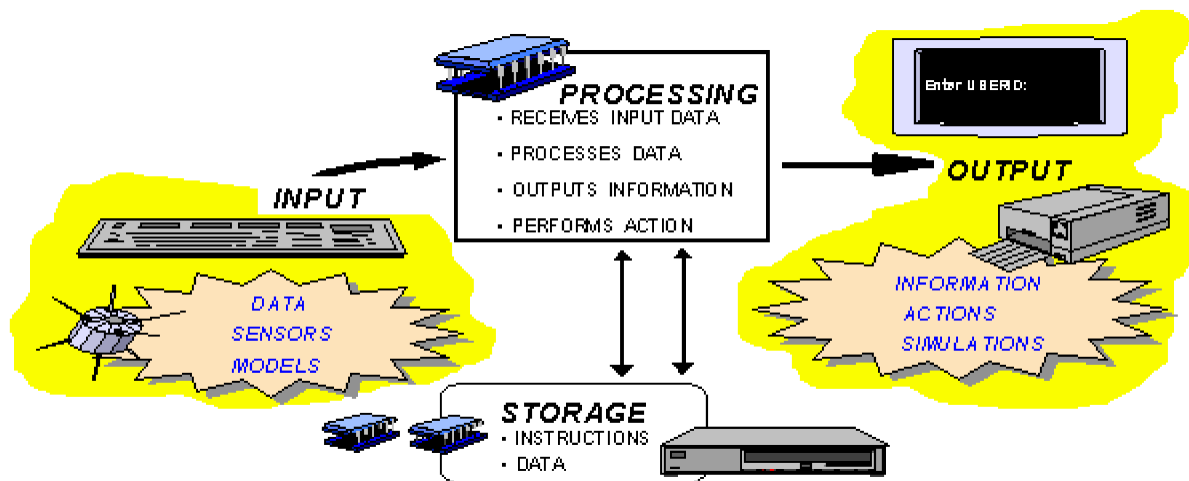 INPUT
DATA
SENSORS
MODELS
PROCESSING
• RECEIVES INPUT DATA
• PROCESSES DATA
• OUTPUTS INFORMATION
• PERFORMS ACTION
STORAGE
• INSTRUCTIONS
• DATA
Enter USERID:
OUTPUT
INFORMATION
ACTIONS
SIMULATIONS